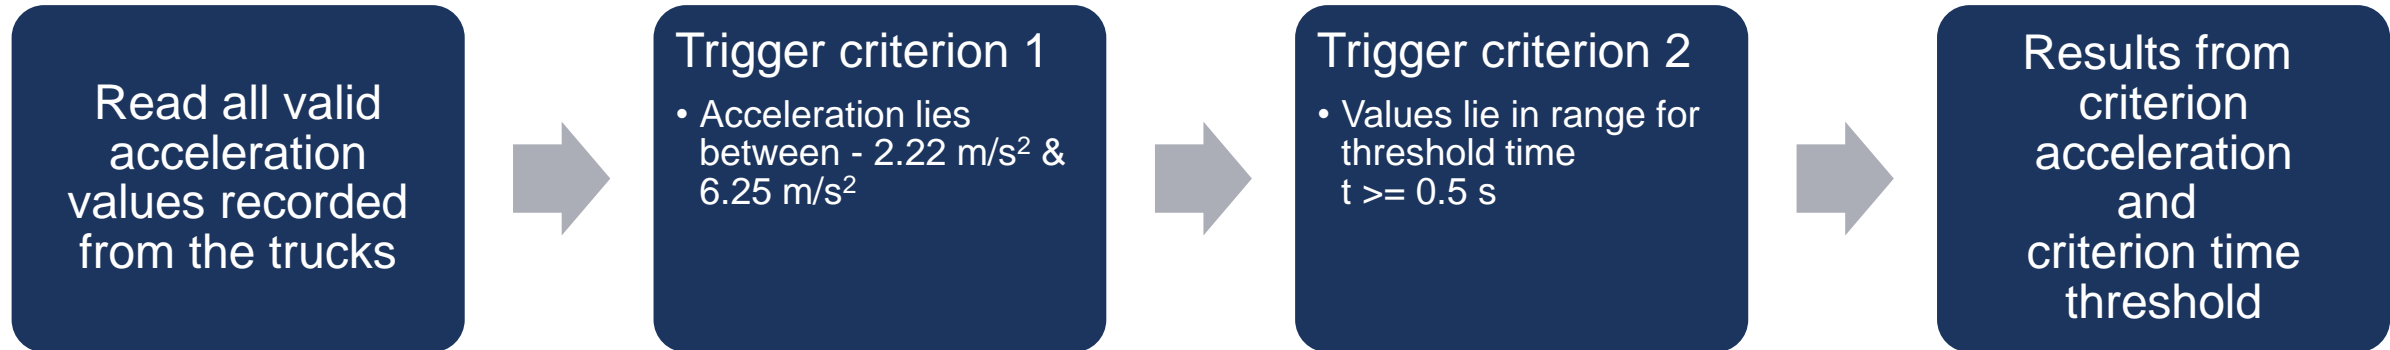 Read all valid
acceleration
values recorded
from the trucks
Trigger criterion 1
• Acceleration lies
between - 2.22 m/s² &
6.25 m/s²
Trigger criterion 2
• Values lie in range for
threshold time
t >= 0.5 s
Results from
criterion
acceleration
and
criterion time
threshold